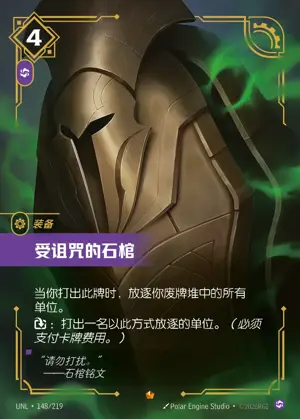 4
装备
受诅咒的石棺
当你打出此牌时，放逐你废牌堆中的所有
单位。
：打出一名以此方式放逐的单位。（必须
支付卡牌费用。）
“请勿打扰。”
——石棺铭文
UNL • 148/219
Polar Engine Studio • ©2026RGZ